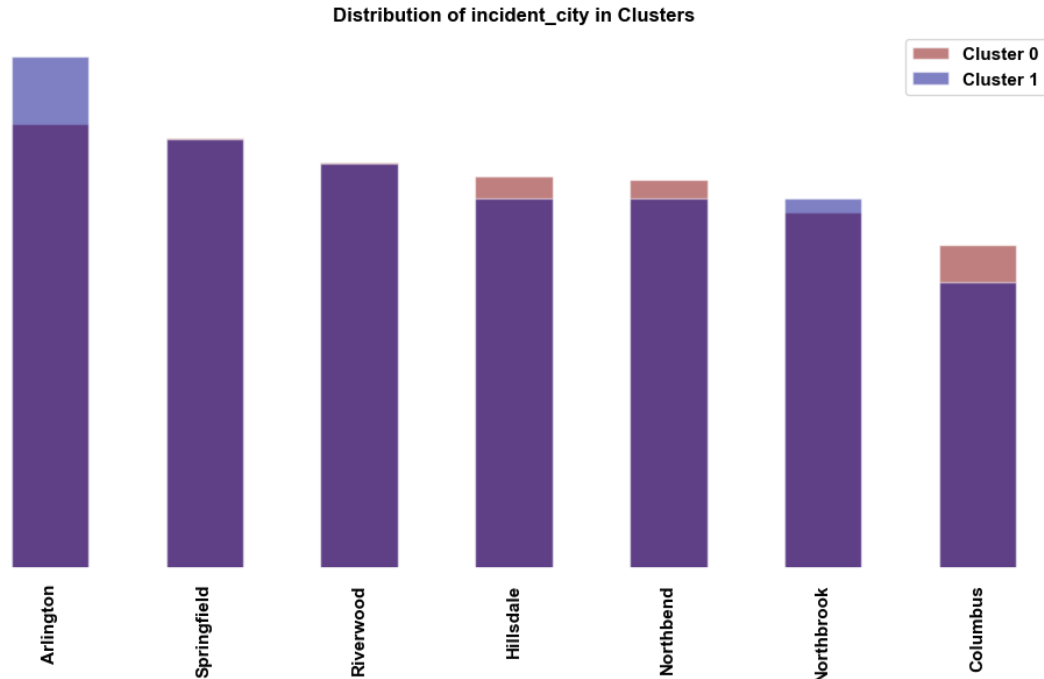 Distribution of incident_city in Clusters
Cluster 0
Cluster 1
Arlington
Springfield
Riverwood
Hillsdale
Northbend
Northbrook
Columbus